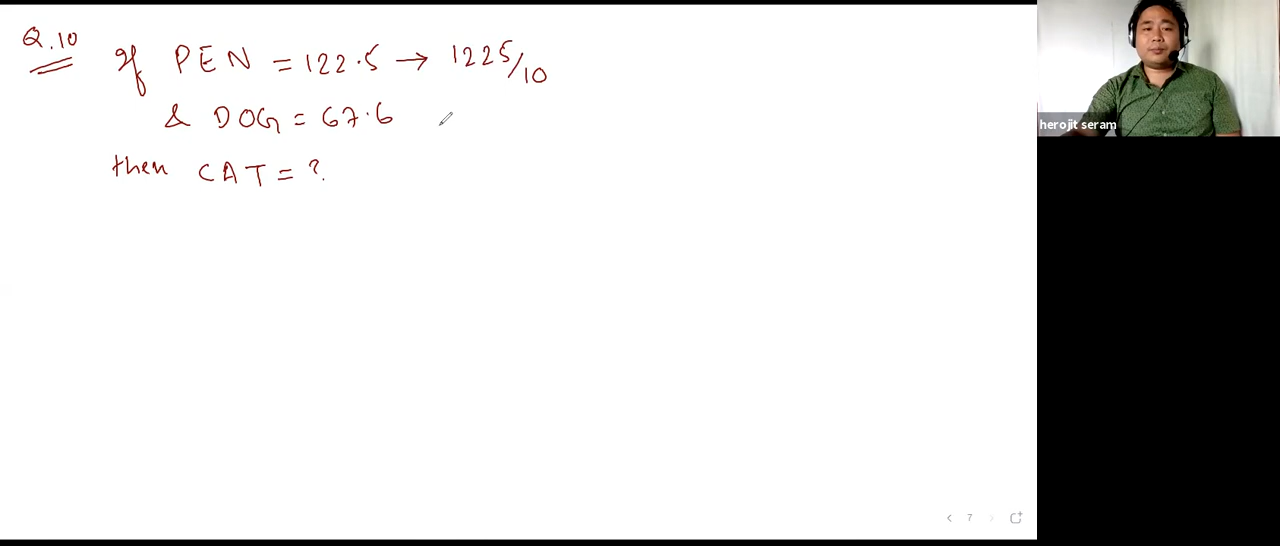 Q.10
If PEN = 122.5 → 1225/10
& DOG = 67.6
then CAT = ?
herojit seram
7